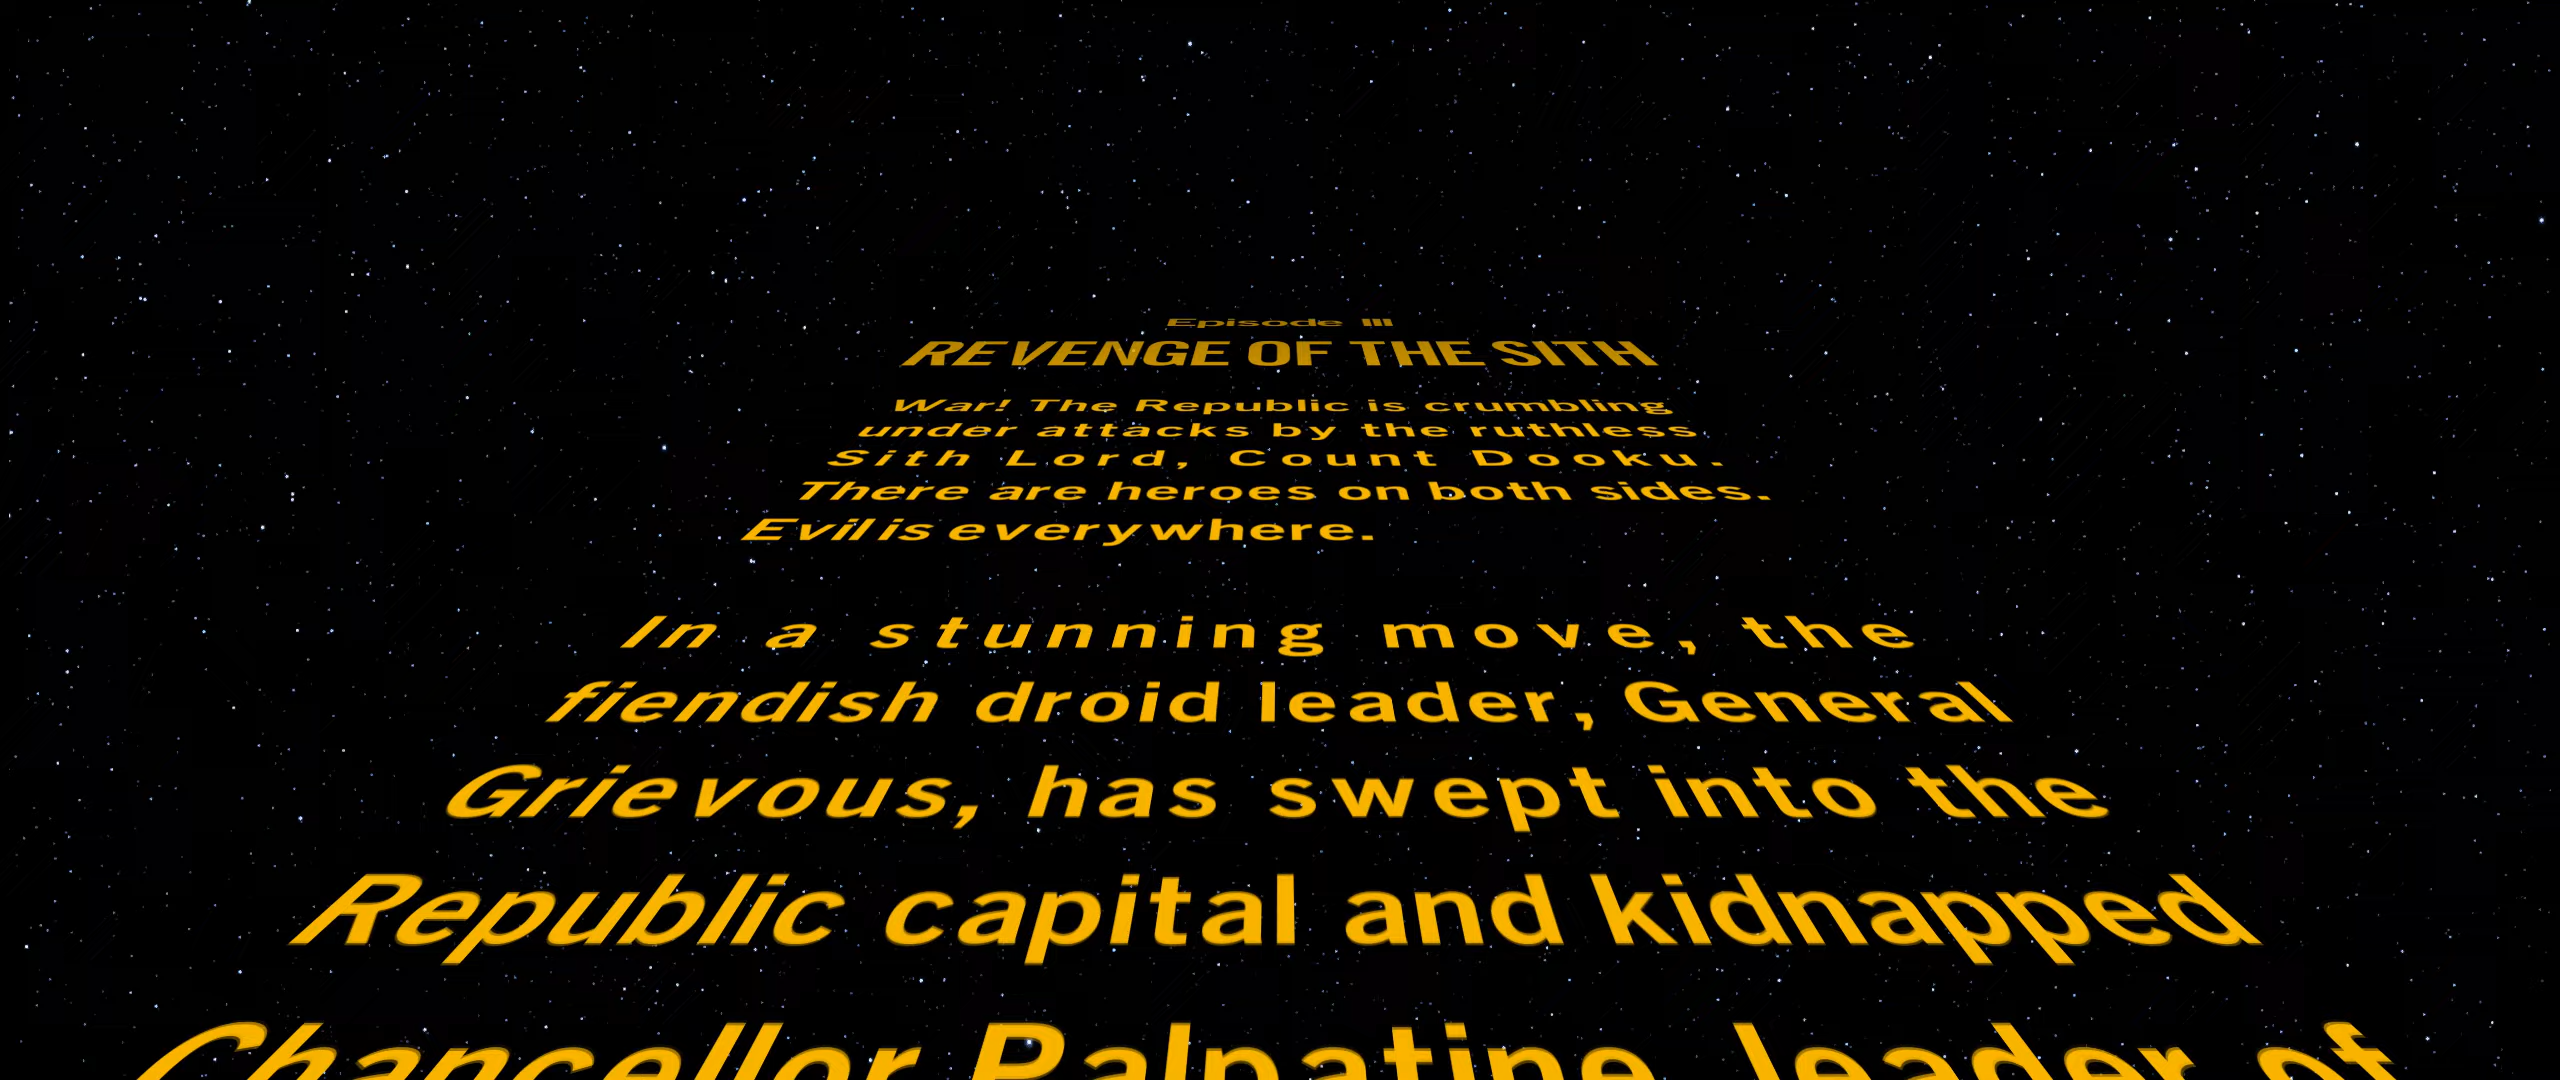 Episode III
REVENGE OF THE SITH
War! The Republic is crumbling
under attacks by the ruthless
Sith Lord, Count Dooku.
There are heroes on both sides.
Evil is everywhere.
In a stunning move, the
fiendish droid leader, General
Grievous, has swept into the
Republic capital and kidnapped
Chancellor Palpatine, leader of